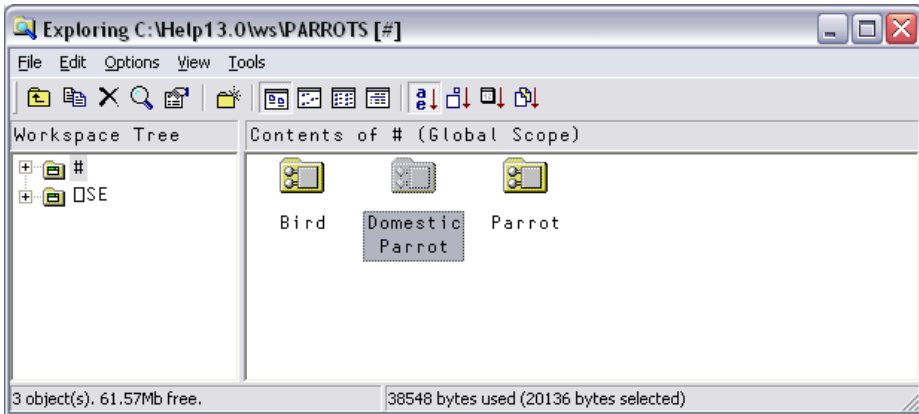 Exploring C:\Help13.0\ws\PARROTS [#]
File Edit Options View Tools
Workspace Tree
Contents of # (Global Scope)
#
⎕SE
Bird
Domestic
Parrot
Parrot
3 object(s). 61.57Mb free.
38548 bytes used (20136 bytes selected)